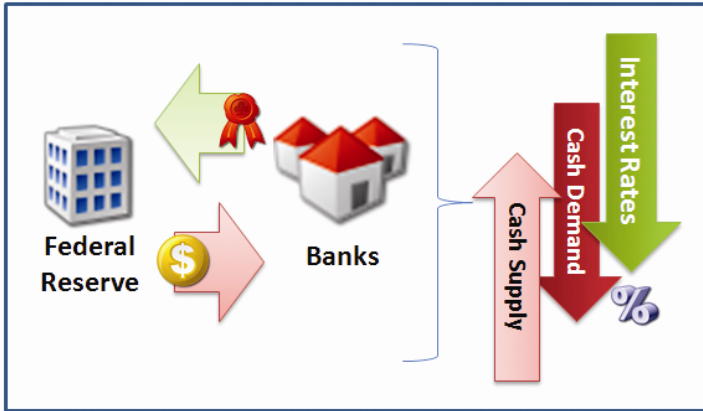 Federal
Reserve
$
Banks
Cash Supply
Cash Demand
Interest Rates
%